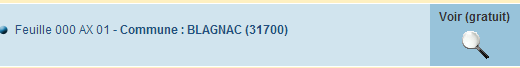 Feuille 000 AX 01 - Commune : BLAGNAC (31700)
Voir (gratuit)